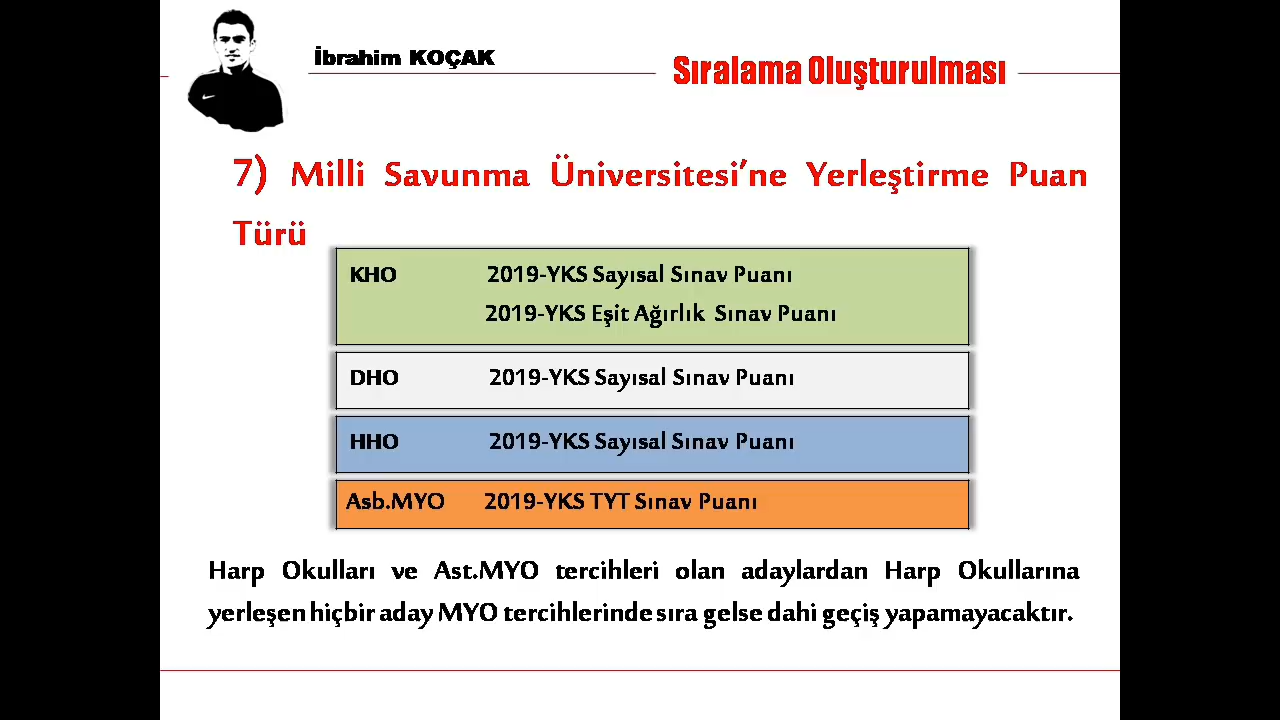 İbrahim KOÇAK
Sıralama Oluşturulması
7) Milli Savunma Üniversitesi'ne Yerleştirme Puan
Türü
KHO 2019-YKS Sayısal Sınav Puanı
2019-YKS Eşit Ağırlık Sınav Puanı
DHO 2019-YKS Sayısal Sınav Puanı
HHO 2019-YKS Sayısal Sınav Puanı
Asb.MYO 2019-YKS TYT Sınav Puanı
Harp Okulları ve Ast.MYO tercihleri olan adaylardan Harp Okullarına
yerleşen hiçbir aday MYO tercihlerinde sıra gelse dahi geçiş yapamayacaktır.